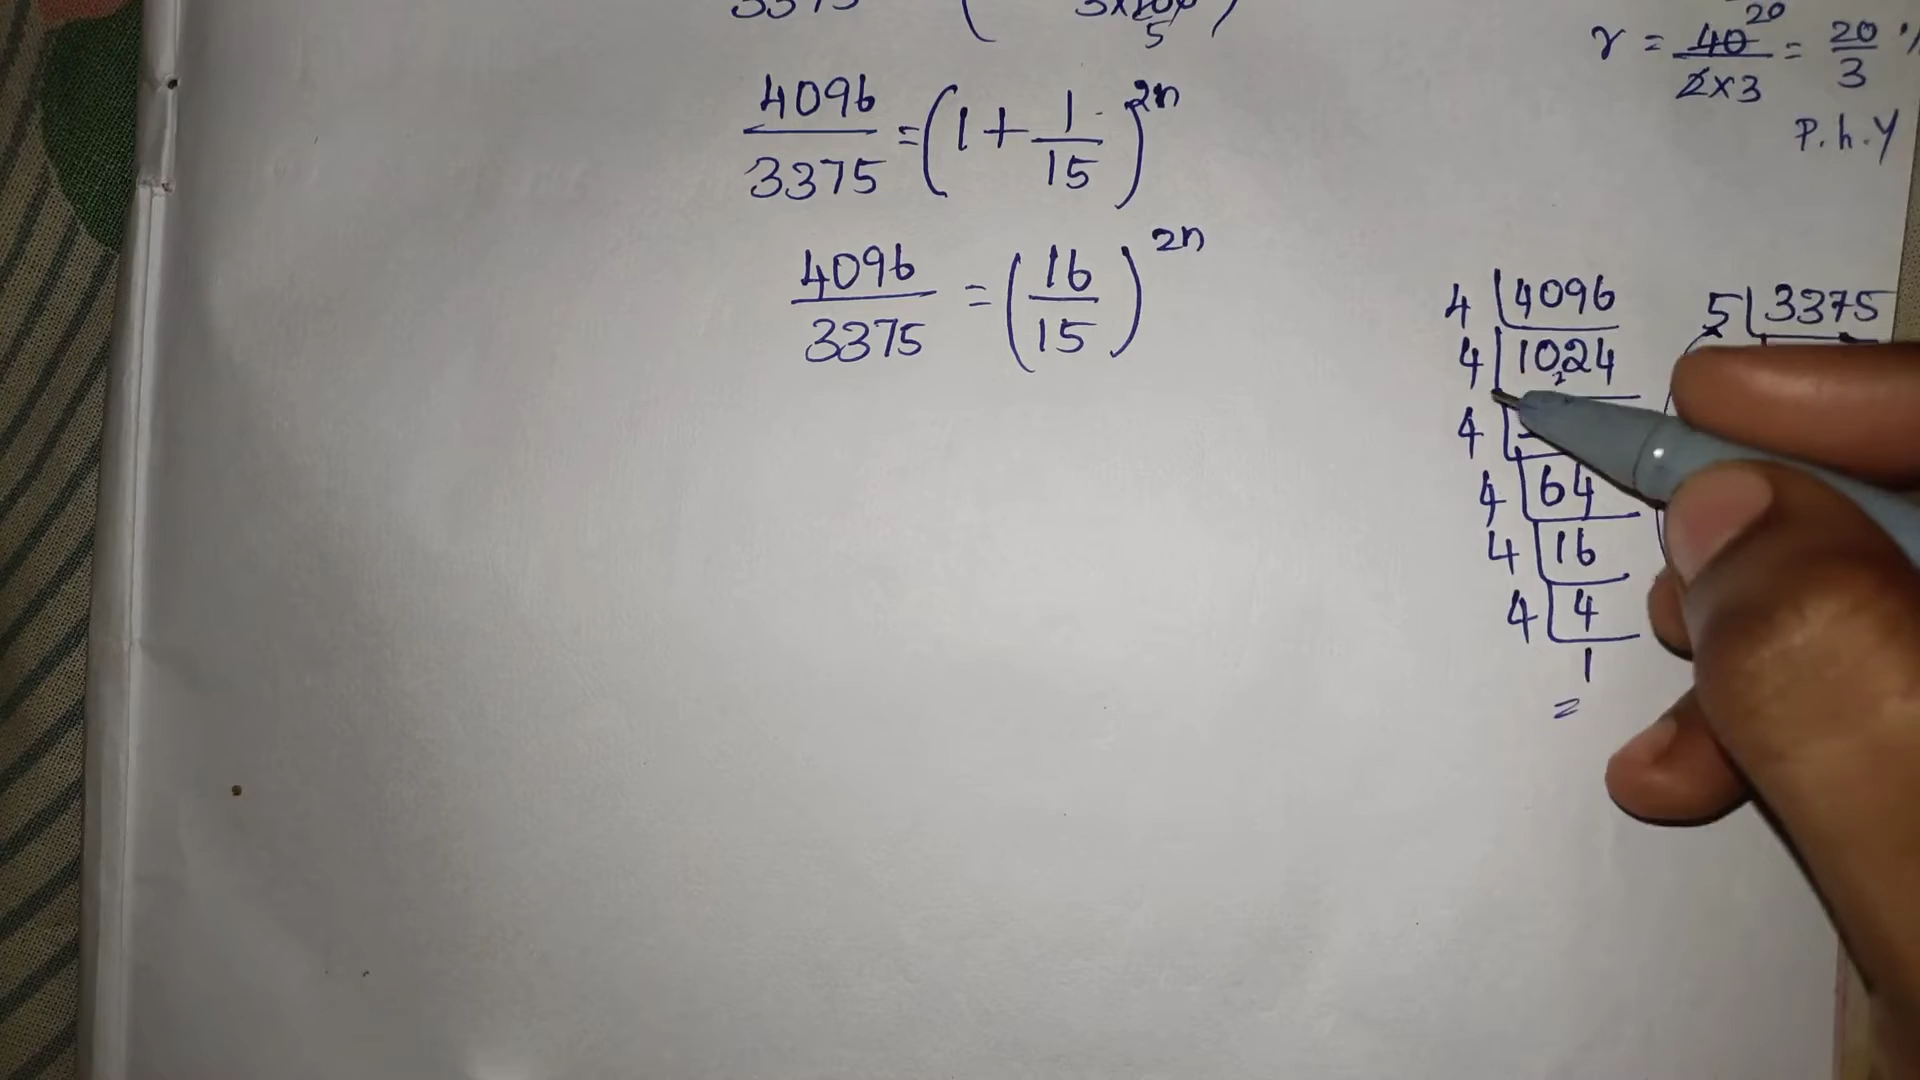 r = 40 20 / 2×3 = 20/3 %
P.h.Y
4096/3375 = (1 + 1/15)^2n
4096/3375 = (16/15)^2n
4 | 4096
4 | 1024
4 |
4 | 64
4 | 16
4 | 4
1
=
5 | 3375